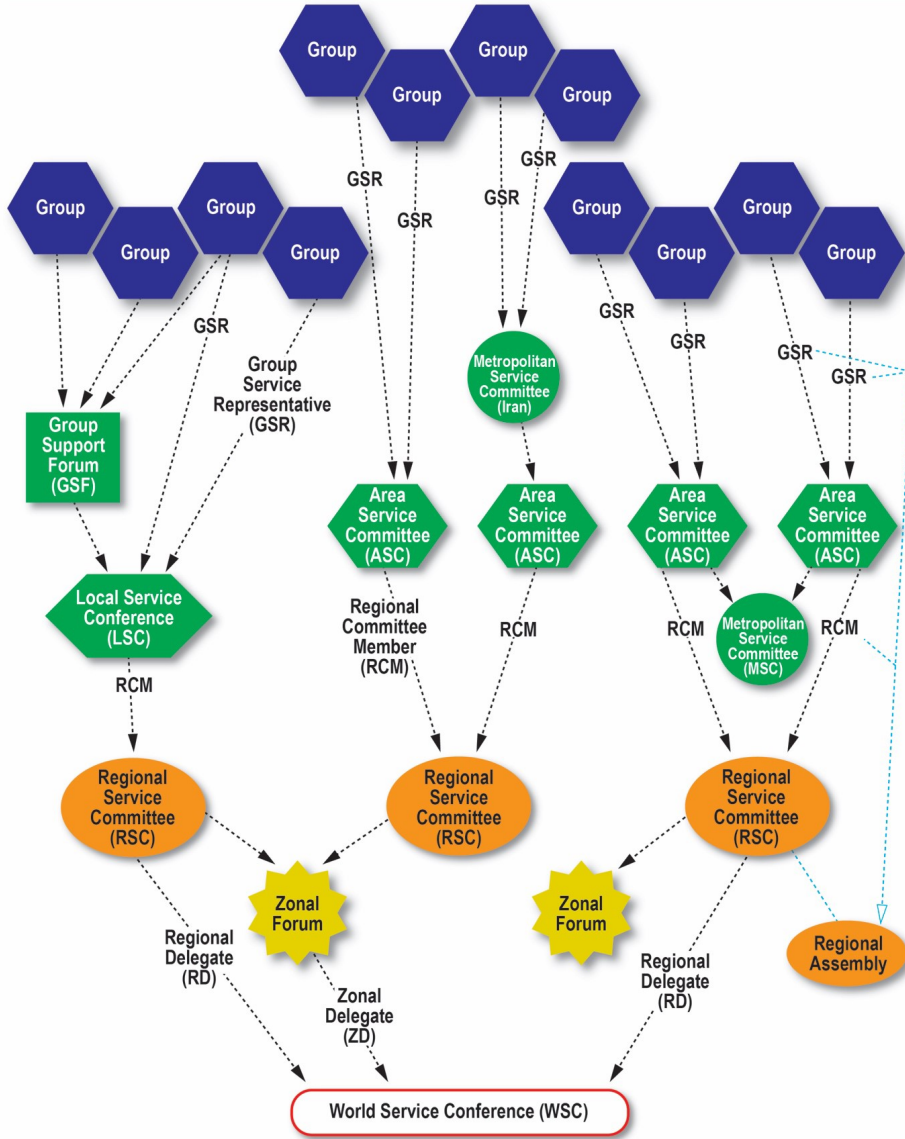 Group
Group
Group
Group
GSR
GSR
GSR
GSR
Group
Group
Group
Group
GSR
Group
Service
Representative
(GSR)
Group
Group
Group
Group
GSR
GSR
GSR
GSR
Metropolitan
Service
Committee
(Iran)
Group
Support
Forum
(GSF)
Area
Service
Committee
(ASC)
Area
Service
Committee
(ASC)
Area
Service
Committee
(ASC)
Area
Service
Committee
(ASC)
Local Service
Conference
(LSC)
Regional
Committee
Member
(RCM)
RCM
RCM
Metropolitan
Service
Committee
(MSC)
RCM
RCM
Regional
Service
Committee
(RSC)
Regional
Service
Committee
(RSC)
Regional
Service
Committee
(RSC)
Zonal
Forum
Zonal
Forum
Regional
Assembly
Regional
Delegate
(RD)
Zonal
Delegate
(ZD)
Regional
Delegate
(RD)
World Service Conference (WSC)